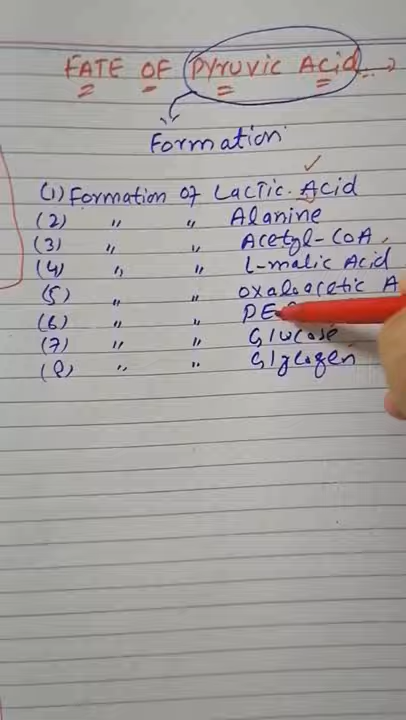 FATE OF Pyruvic Acid...
Formation
(1) Formation of Lactic Acid
(2) " " Alanine
(3) " " Acetyl-CoA,
(4) " " L-malic Acid
(5) " " Oxaloacetic A
(6) " "
(7) " " Glucose
(8) " " Glycogen